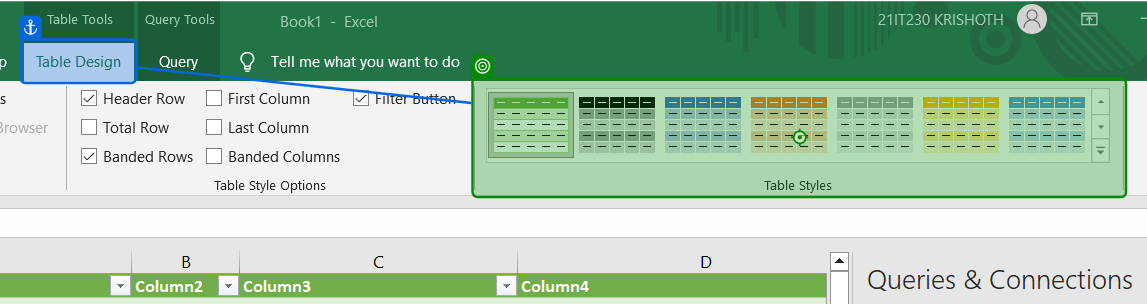 Table Tools Query Tools Book1 - Excel 21IT230 KRISHOTH
p Table Design Query Tell me what you want to do
s Header Row First Column Filter Button
Browser Total Row Last Column
Banded Rows Banded Columns
Table Style Options Table Styles
B C D
Column2 Column3 Column4
Queries & Connections